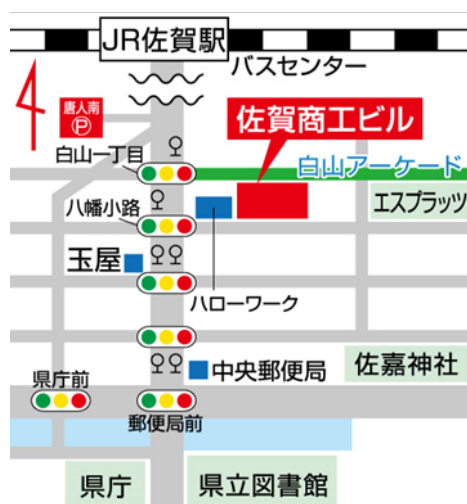 JR佐賀駅
バスセンター
唐人南
P
佐賀商工ビル
白山一丁目
白山アーケード
エスプラッツ
八幡小路
玉屋
ハローワーク
中央郵便局
佐嘉神社
県庁前
郵便局前
県庁
県立図書館